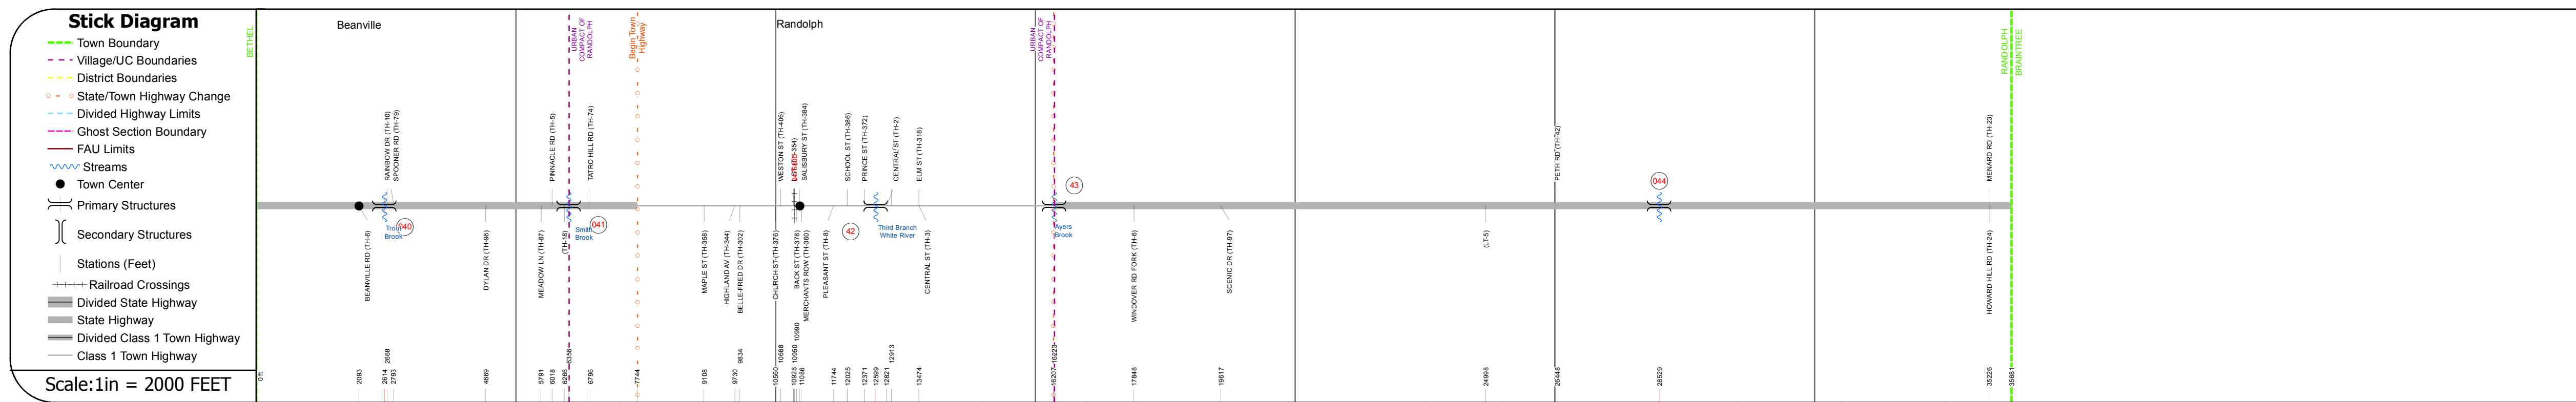 Stick Diagram
Town Boundary
Village/UC Boundaries
District Boundaries
State/Town Highway Change
Divided Highway Limits
Ghost Section Boundary
FAU Limits
Streams
Town Center
Primary Structures
Secondary Structures
Stations (Feet)
Railroad Crossings
Divided State Highway
State Highway
Divided Class 1 Town Highway
Class 1 Town Highway
Scale:1in = 2000 FEET
BETHEL
Beanville
URBAN
COMPACT OF
RANDOLPH
Begin Town
Highway
Randolph
URBAN
COMPACT OF
RANDOLPH
RANDOLPH
BRAINTREE
RAINBOW DR (TH-10)
SPOONER RD (TH-79)
PINNACLE RD (TH-5)
TATRO HILL RD (TH-74)
WESTON ST (TH-406)
SALISBURY ST (TH-384)
SCHOOL ST (TH-386)
PRINCE ST (TH-372)
CENTRAL ST (TH-2)
ELM ST (TH-318)
PETH RD (TH-42)
MENARD RD (TH-23)
040
041
42
43
044
Trout
Brook
Smith
Brook
Third Branch
White River
Ayers
Brook
BEANVILLE RD (TH-8)
DYLAN DR (TH-98)
MEADOW LN (TH-87)
(TH-18)
MAPLE ST (TH-358)
HIGHLAND AV (TH-344)
BELLE-FRED DR (TH-302)
CHURCH ST (TH-376)
BACK ST (TH-378)
MERCHANTS ROW (TH-360)
PLEASANT ST (TH-8)
CENTRAL ST (TH-3)
WINDOVER RD FORK (TH-6)
SCENIC DR (TH-97)
(LT-5)
HOWARD HILL RD (TH-24)
0 ft
2093
2614
2668
2793
4669
5791
6018
6266
6356
6796
7744
9108
9730
9834
10560
10668
10928
10950
10990
11086
11744
12025
12371
12599
12821
12913
13474
16207
16223
17848
19617
24998
26448
28529
35226
35681